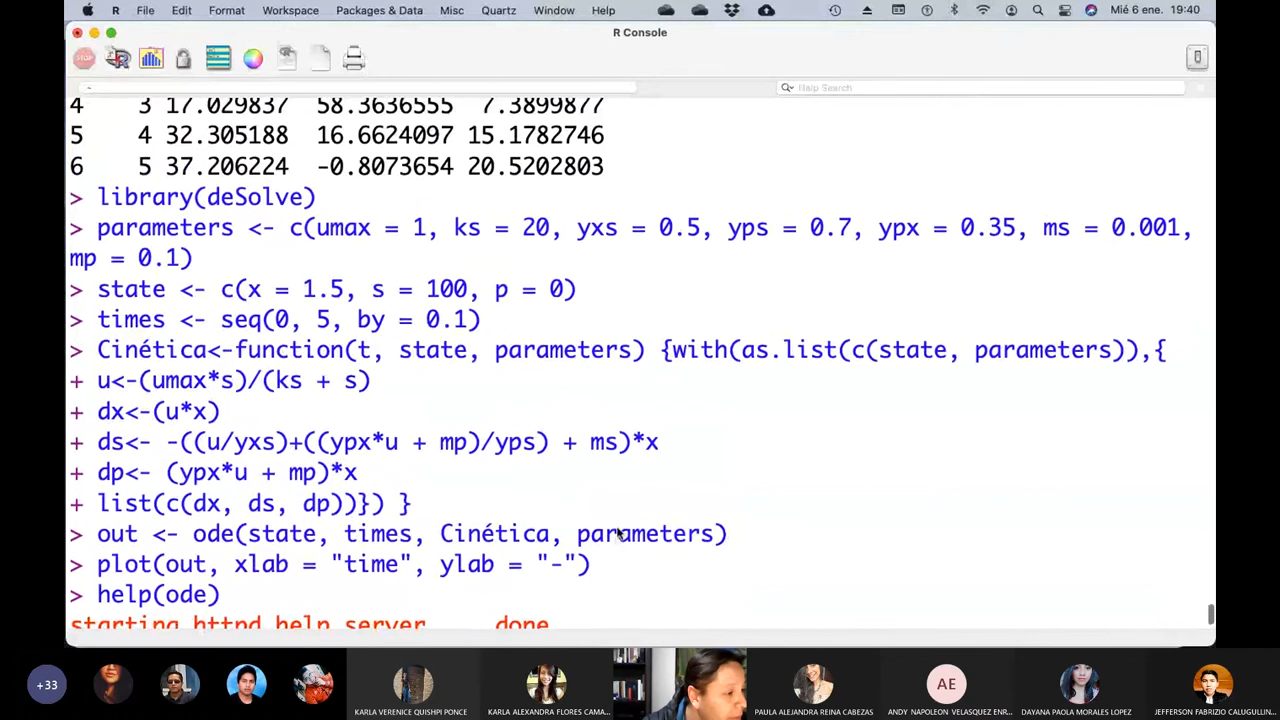 R File Edit Format Workspace Packages & Data Misc Quartz Window Help Mié 6 ene. 19:40
R Console
STOP
~ Help Search
4 3 17.029837 58.3636555 7.3899877
5 4 32.305188 16.6624097 15.1782746
6 5 37.206224 -0.8073654 20.5202803
> library(deSolve)
> parameters <- c(umax = 1, ks = 20, yxs = 0.5, yps = 0.7, ypx = 0.35, ms = 0.001,
mp = 0.1)
> state <- c(x = 1.5, s = 100, p = 0)
> times <- seq(0, 5, by = 0.1)
> Cinética<-function(t, state, parameters) {with(as.list(c(state, parameters)),{
+ u<-(umax*s)/(ks + s)
+ dx<-(u*x)
+ ds<- -((u/yxs)+((ypx*u + mp)/yps) + ms)*x
+ dp<- (ypx*u + mp)*x
+ list(c(dx, ds, dp))}) }
> out <- ode(state, times, Cinética, parameters)
> plot(out, xlab = "time", ylab = "-")
> help(ode)
starting httpd help server ... done
+33 KARLA VERENICE QUISHPI PONCE KARLA ALEXANDRA FLORES CAMA... PAULA ALEJANDRA REINA CABEZAS AE ANDY NAPOLEON VELASQUEZ ENR... DAYANA PAOLA MORALES LOPEZ JEFFERSON FABRIZIO CALUGULLIN...